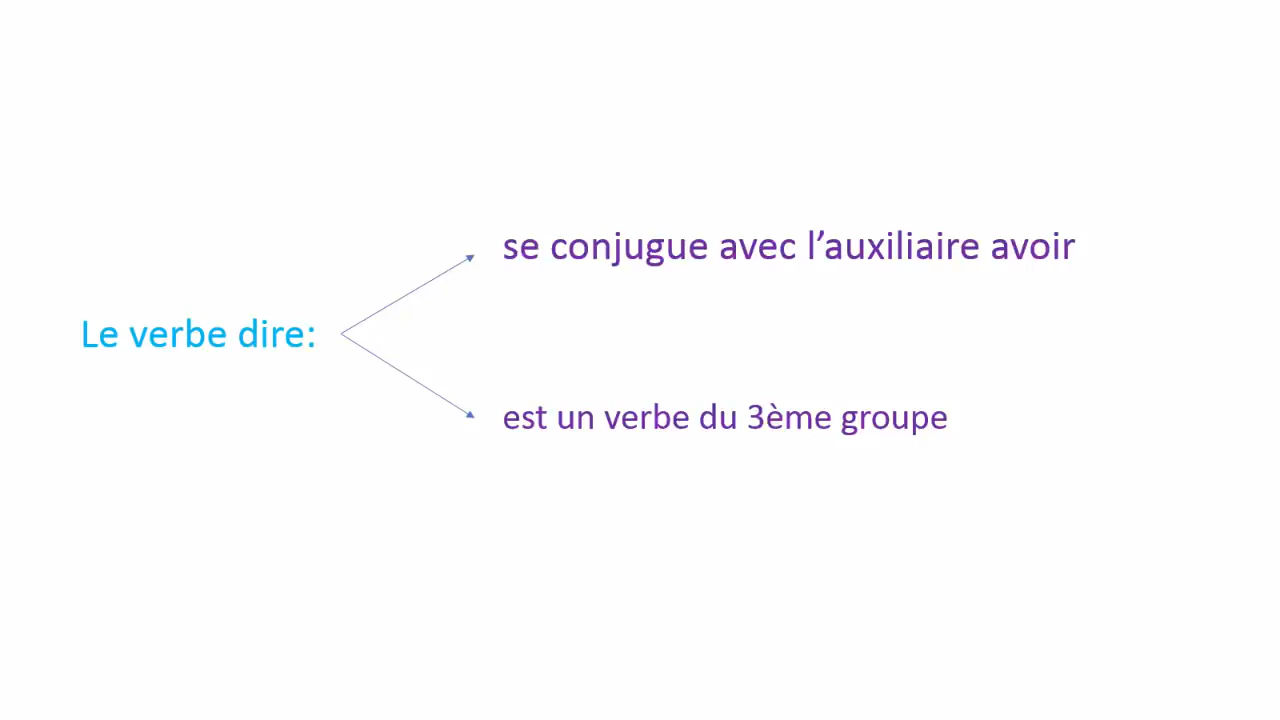 se conjugue avec l’auxiliaire avoir
Le verbe dire:
est un verbe du 3ème groupe